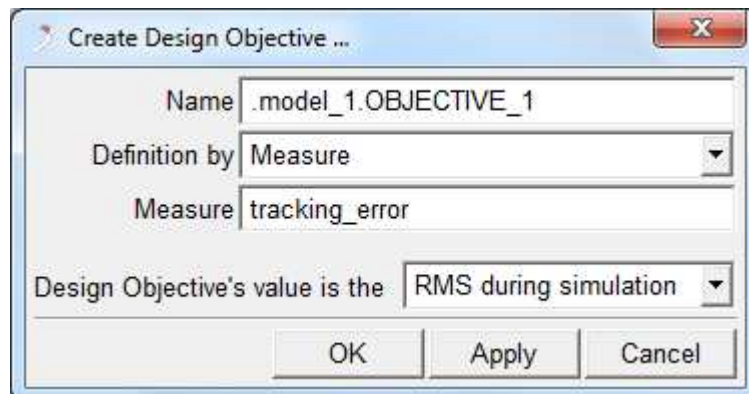 Create Design Objective ...
Name .model_1.OBJECTIVE_1
Definition by Measure
Measure tracking_error
Design Objective's value is the RMS during simulation
OK Apply Cancel